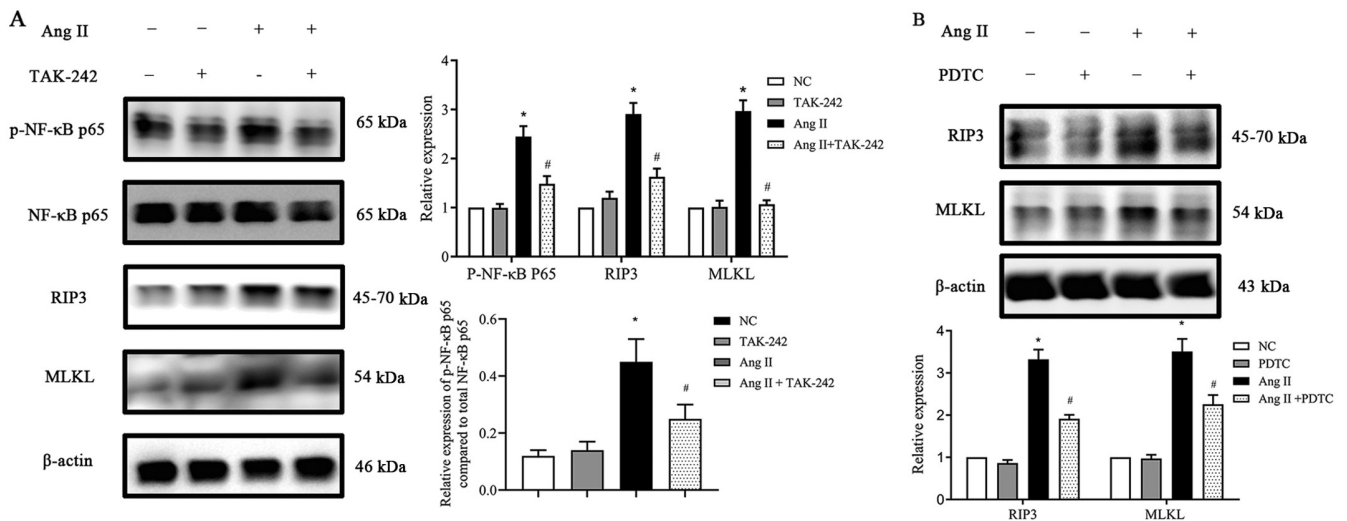 A
Ang II – – + +
TAK-242 – + - +
p-NF-κB p65 65 kDa
NF-κB p65 65 kDa
RIP3 45-70 kDa
MLKL 54 kDa
β-actin 46 kDa
Relative expression
4
3
2
1
0
* # * # * #
P-NF-κB P65 RIP3 MLKL
NC
TAK-242
Ang II
Ang II+TAK-242
Relative expression of p-NF-κB p65
compared to total NF-κB p65
0.6
0.4
0.2
0.0
* #
NC
TAK-242
Ang II
Ang II + TAK-242
B
Ang II – – + +
PDTC – + – +
RIP3 45-70 kDa
MLKL 54 kDa
β-actin 43 kDa
Relative expression
4
3
2
1
0
* # * #
RIP3 MLKL
NC
PDTC
Ang II
Ang II +PDTC